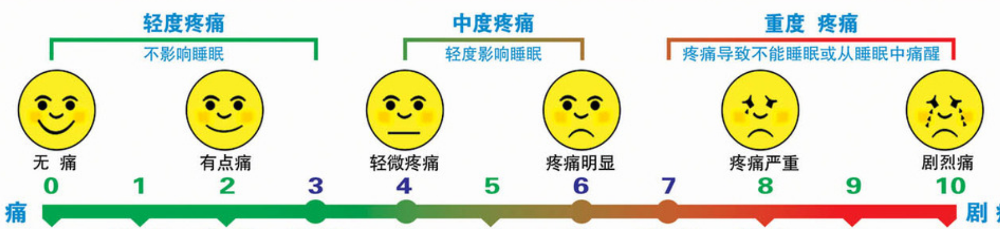 轻度疼痛 中度疼痛 重度 疼痛
不影响睡眠 轻度影响睡眠 疼痛导致不能睡眠或从睡眠中痛醒
无 痛 有点痛 轻微疼痛 疼痛明显 疼痛严重 剧烈痛
0 1 2 3 4 5 6 7 8 9 10
痛 剧